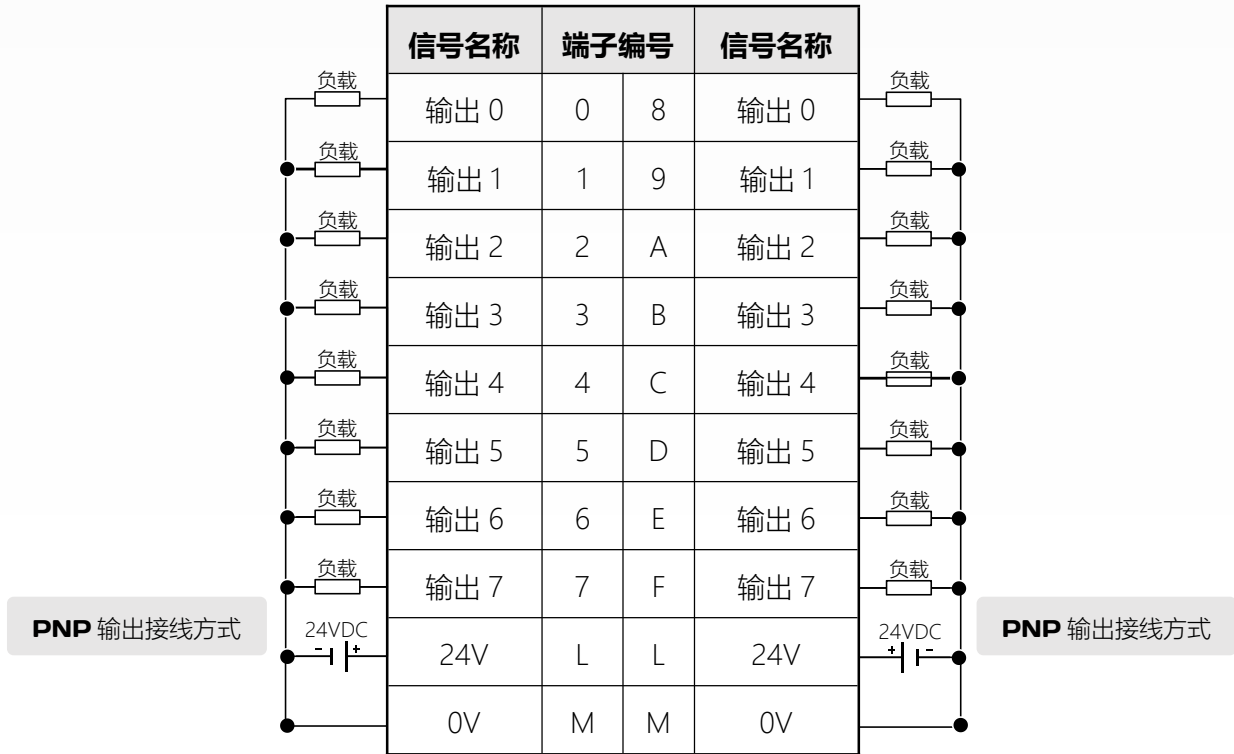 信号名称 端子编号 信号名称
负载 输出 0 0 8 输出 0 负载
负载 输出 1 1 9 输出 1 负载
负载 输出 2 2 A 输出 2 负载
负载 输出 3 3 B 输出 3 负载
负载 输出 4 4 C 输出 4 负载
负载 输出 5 5 D 输出 5 负载
负载 输出 6 6 E 输出 6 负载
负载 输出 7 7 F 输出 7 负载
PNP 输出接线方式 24VDC - + 24V L L 24V 24VDC + - PNP 输出接线方式
0V M M 0V